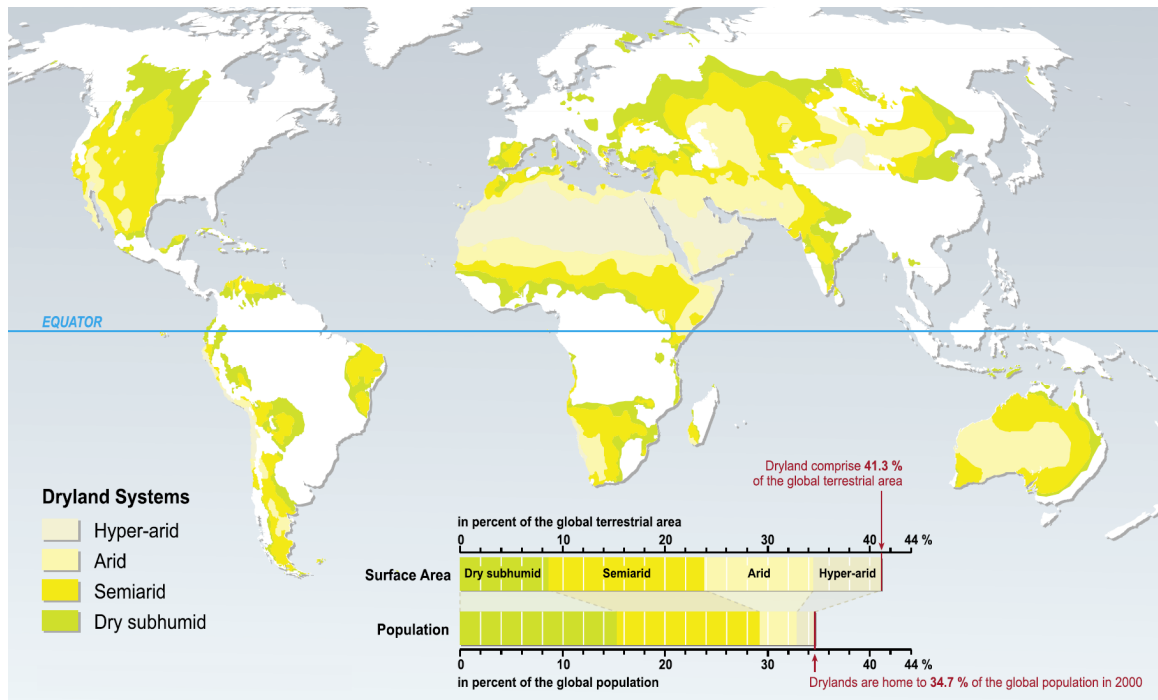 EQUATOR
Dryland Systems
Hyper-arid
Arid
Semiarid
Dry subhumid
Dryland comprise 41.3 %
of the global terrestrial area
in percent of the global terrestrial area
0 10 20 30 40 44 %
Surface Area
Dry subhumid Semiarid Arid Hyper-arid
Population
0 10 20 30 40 44 %
in percent of the global population
Drylands are home to 34.7 % of the global population in 2000